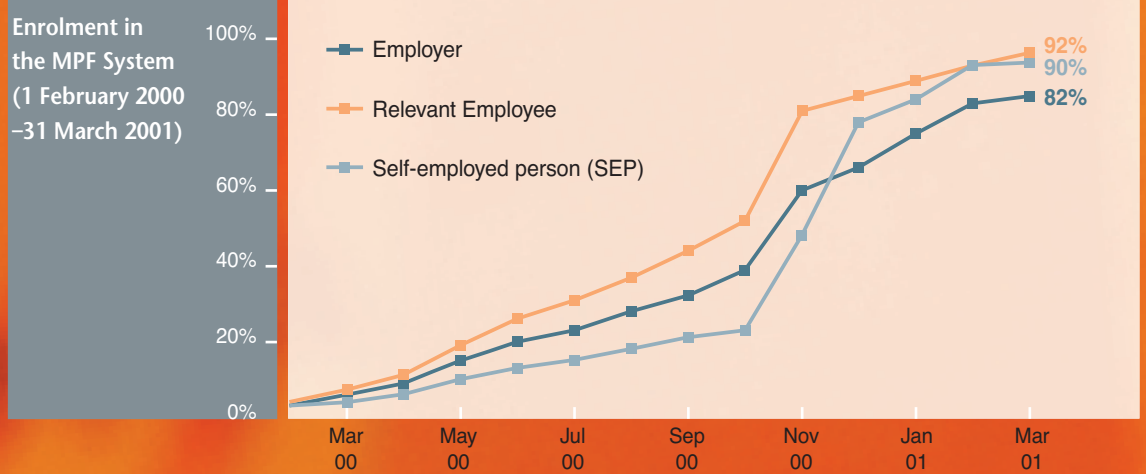 Enrolment in
the MPF System
(1 February 2000
–31 March 2001)
100%
80%
60%
40%
20%
0%
Employer
Relevant Employee
Self-employed person (SEP)
92%
90%
82%
Mar
00
May
00
Jul
00
Sep
00
Nov
00
Jan
01
Mar
01